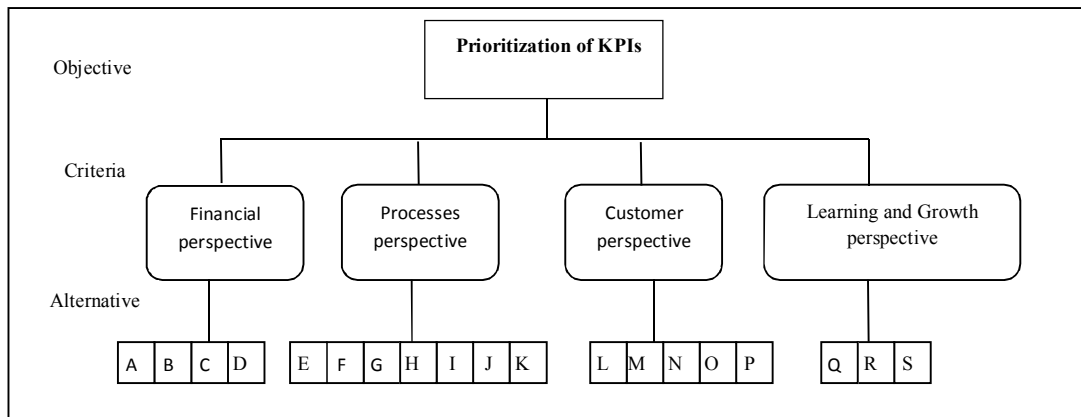 Prioritization of KPIs
Objective
Criteria
Financial
perspective
Processes
perspective
Customer
perspective
Learning and Growth
perspective
Alternative
A B C D E F G H I J K L M N O P Q R S